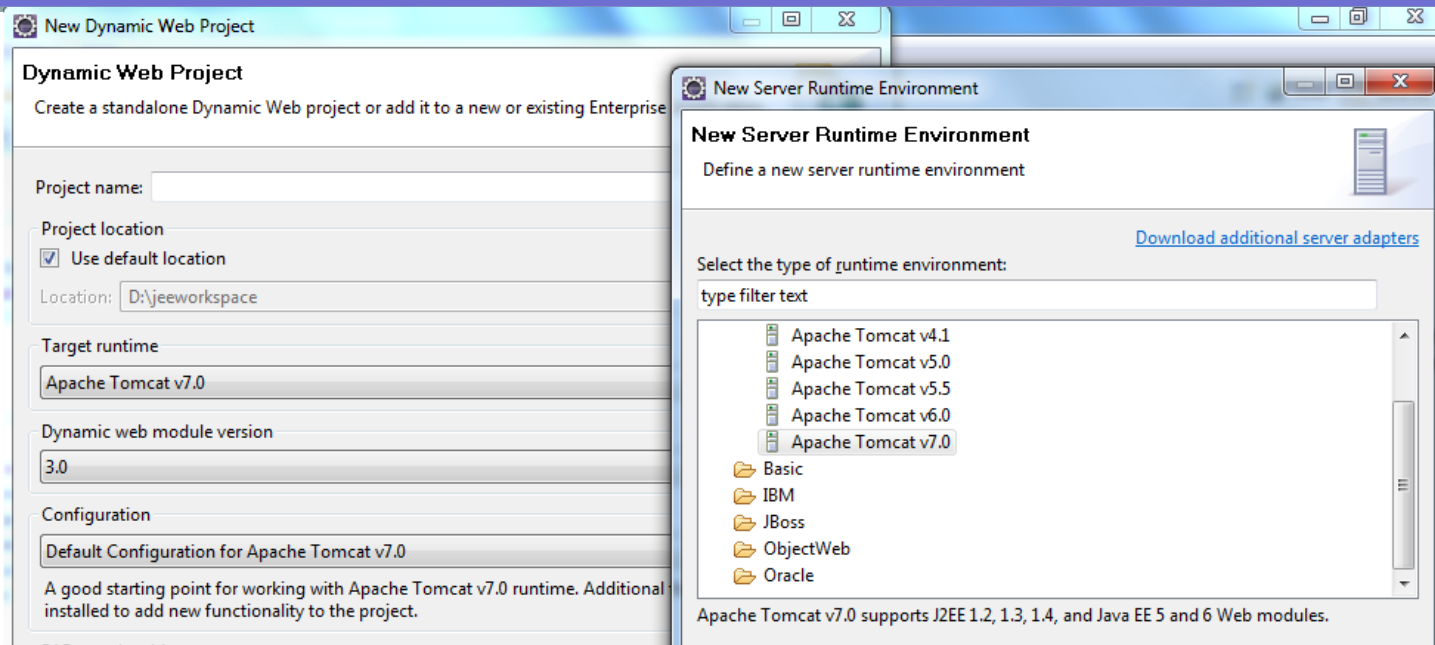 New Dynamic Web Project
Dynamic Web Project
Create a standalone Dynamic Web project or add it to a new or existing Enterprise
Project name:
Project location
Use default location
Location: D:\jeeworkspace
Target runtime
Apache Tomcat v7.0
Dynamic web module version
3.0
Configuration
Default Configuration for Apache Tomcat v7.0
A good starting point for working with Apache Tomcat v7.0 runtime. Additional
installed to add new functionality to the project.
New Server Runtime Environment
New Server Runtime Environment
Define a new server runtime environment
Download additional server adapters
Select the type of runtime environment:
type filter text
Apache Tomcat v4.1
Apache Tomcat v5.0
Apache Tomcat v5.5
Apache Tomcat v6.0
Apache Tomcat v7.0
Basic
IBM
JBoss
ObjectWeb
Oracle
Apache Tomcat v7.0 supports J2EE 1.2, 1.3, 1.4, and Java EE 5 and 6 Web modules.